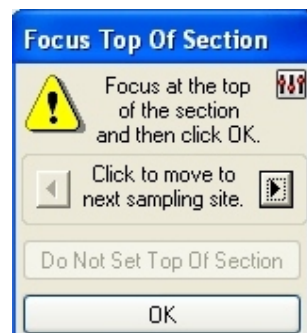 Focus Top Of Section
Focus at the top
of the section
and then click OK.
Click to move to
next sampling site.
Do Not Set Top Of Section
OK